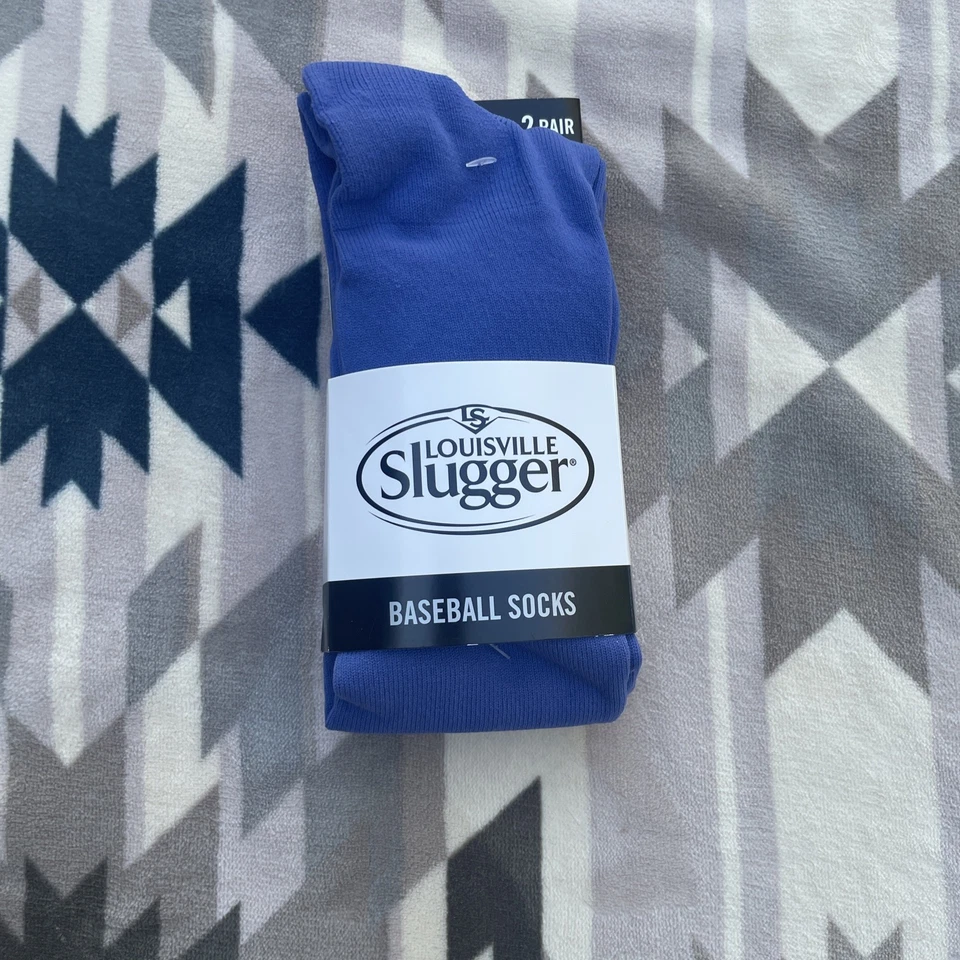 2 PAIR
LS
LOUISVILLE
Slugger®
BASEBALL SOCKS